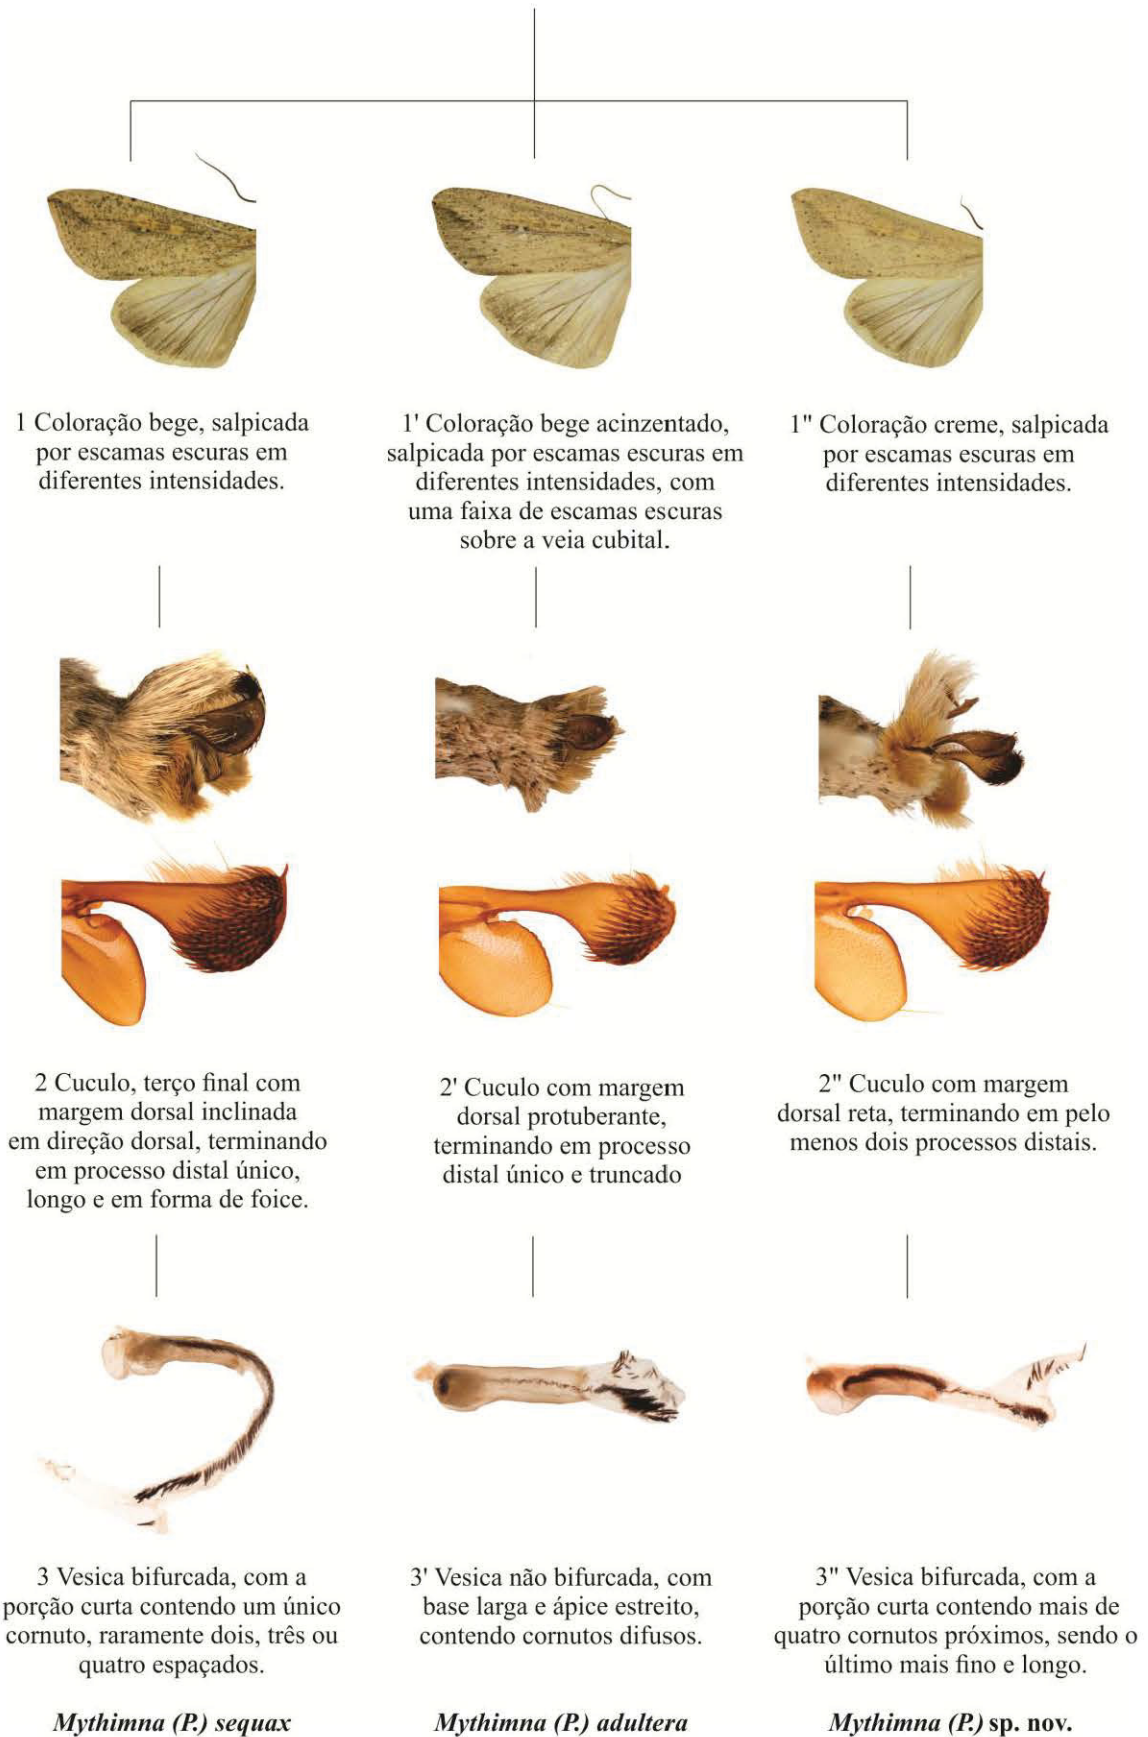 1 Coloração bege, salpicada
por escamas escuras em
diferentes intensidades.
1' Coloração bege acinzentado,
salpicada por escamas escuras em
diferentes intensidades, com
uma faixa de escamas escuras
sobre a veia cubital.
1" Coloração creme, salpicada
por escamas escuras em
diferentes intensidades.
2 Cuculo, terço final com
margem dorsal inclinada
em direção dorsal, terminando
em processo distal único,
longo e em forma de foice.
2' Cuculo com margem
dorsal protuberante,
terminando em processo
distal único e truncado
2" Cuculo com margem
dorsal reta, terminando em pelo
menos dois processos distais.
3 Vesica bifurcada, com a
porção curta contendo um único
cornuto, raramente dois, três ou
quatro espaçados.
3' Vesica não bifurcada, com
base larga e ápice estreito,
contendo cornutos difusos.
3" Vesica bifurcada, com a
porção curta contendo mais de
quatro cornutos próximos, sendo o
último mais fino e longo.
Mythimna (P.) sequax
Mythimna (P.) adultera
Mythimna (P.) sp. nov.